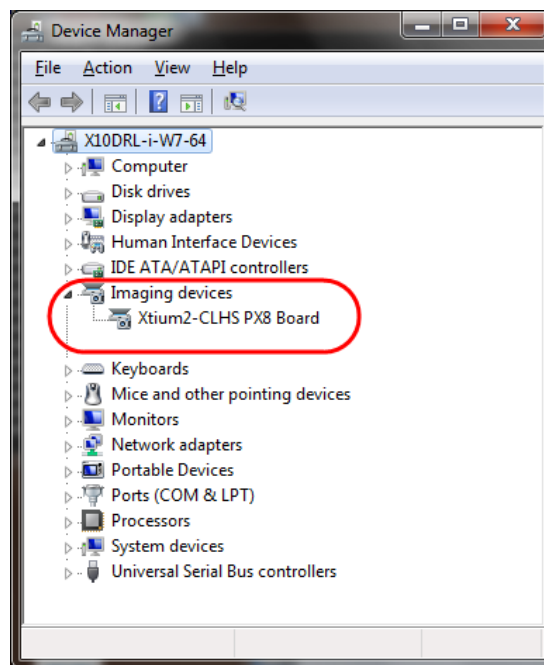 Device Manager
File Action View Help
X10DRL-i-W7-64
Computer
Disk drives
Display adapters
Human Interface Devices
IDE ATA/ATAPI controllers
Imaging devices
Xtium2-CLHS PX8 Board
Keyboards
Mice and other pointing devices
Monitors
Network adapters
Portable Devices
Ports (COM & LPT)
Processors
System devices
Universal Serial Bus controllers